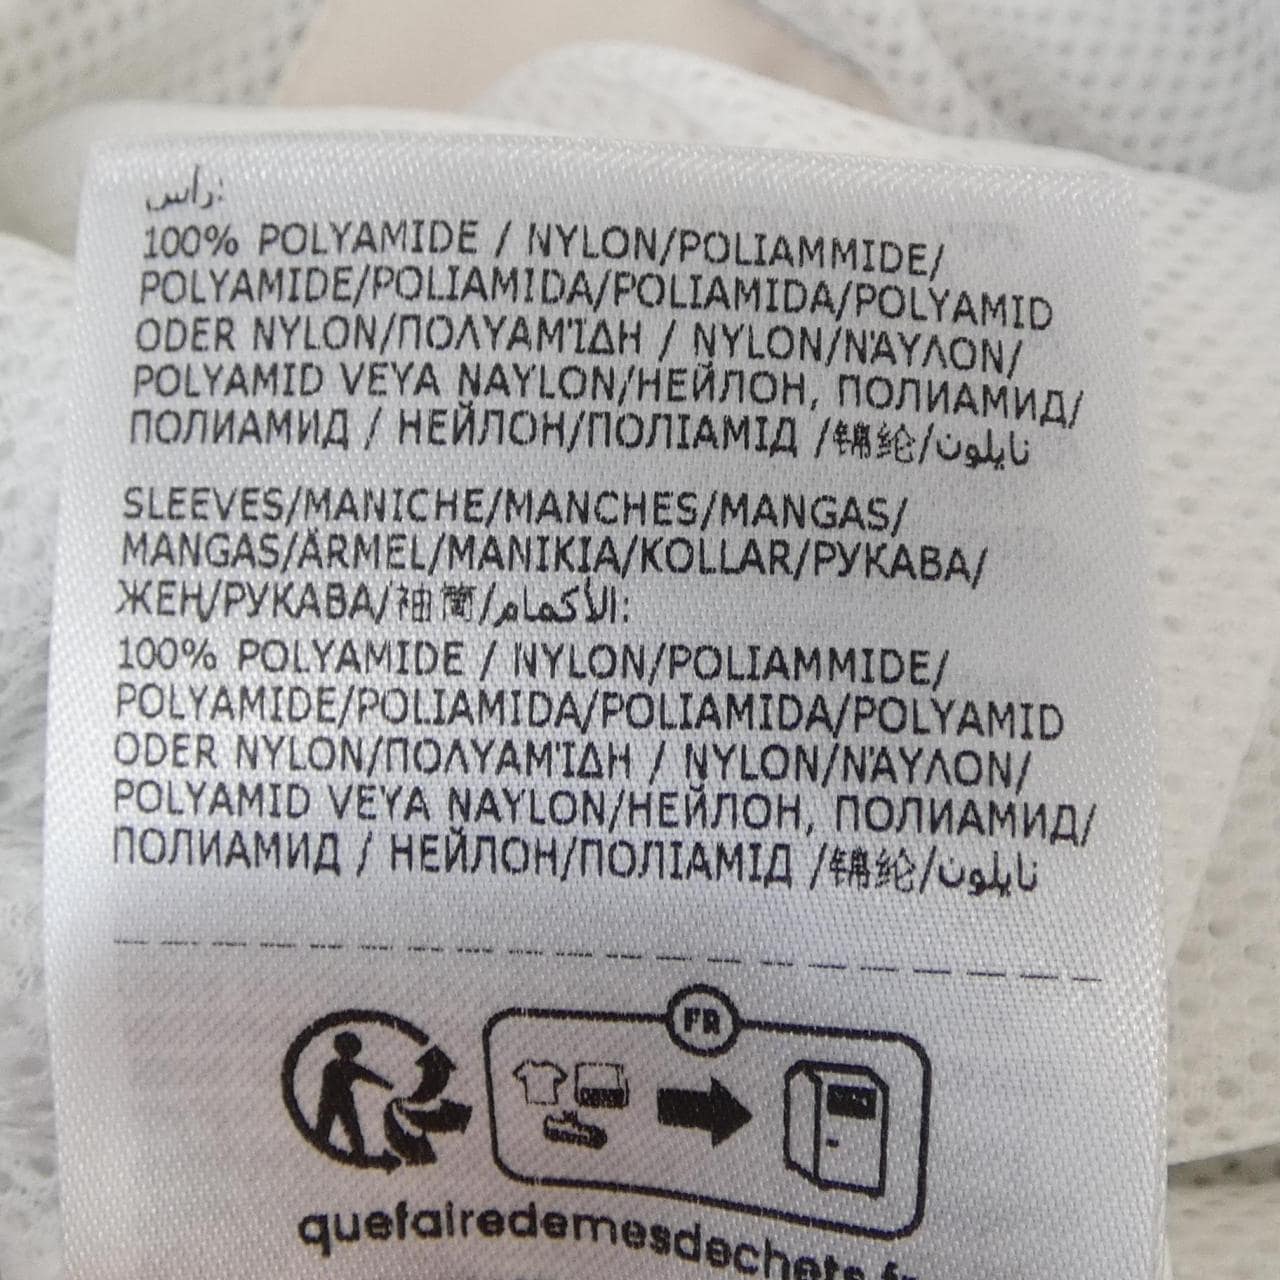 رأس:
100% POLYAMIDE / NYLON/POLIAMMIDE/
POLYAMIDE/POLIAMIDA/POLIAMIDA/POLYAMID
ODER NYLON/ΠΟΛΥΑΜΊΔΗ / NYLON/ΝΆΥΛΟΝ/
POLYAMID VEYA NAYLON/НЕЙЛОН, ПОЛИАМИД/
ПОЛИАМИД / НЕЙЛОН/ПОЛІАМІД /锦纶/نايلون
SLEEVES/MANICHE/MANCHES/MANGAS/
MANGAS/ÄRMEL/ΜΑΝΙΚΙΑ/KOLLAR/РУКАВА/
ЖЕҢ/РУКАВА/袖筒/الأكمام:
100% POLYAMIDE / NYLON/POLIAMMIDE/
POLYAMIDE/POLIAMIDA/POLIAMIDA/POLYAMID
ODER NYLON/ΠΟΛΥΑΜΊΔΗ / NYLON/ΝΆΥΛΟΝ/
POLYAMID VEYA NAYLON/НЕЙЛОН, ПОЛИАМИД/
ПОЛИАМИД / НЕЙЛОН/ПОЛІАМІД /锦纶/نايلون
FR
quefairedemesdechets.fr